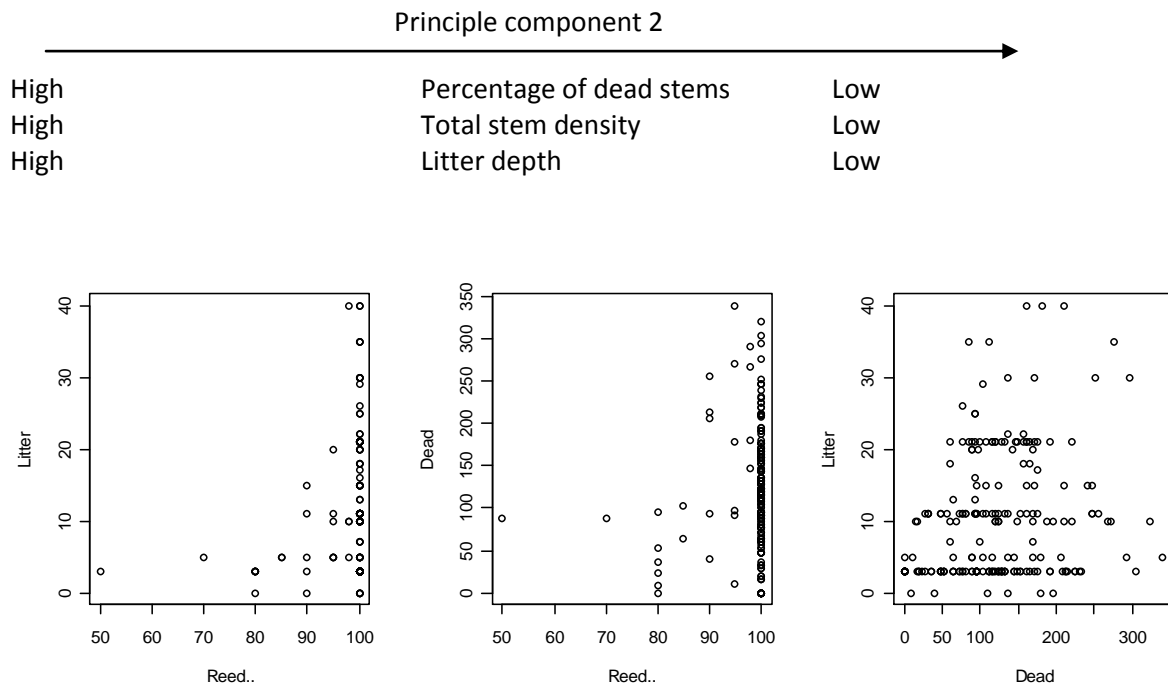 Principle component 2
High Percentage of dead stems Low
High Total stem density Low
High Litter depth Low
40
30
20
10
0
Litter
50 60 70 80 90 100
Reed..
350
300
250
200
150
100
50
0
Dead
50 60 70 80 90 100
Reed..
40
30
20
10
0
Litter
0 50 100 200 300
Dead